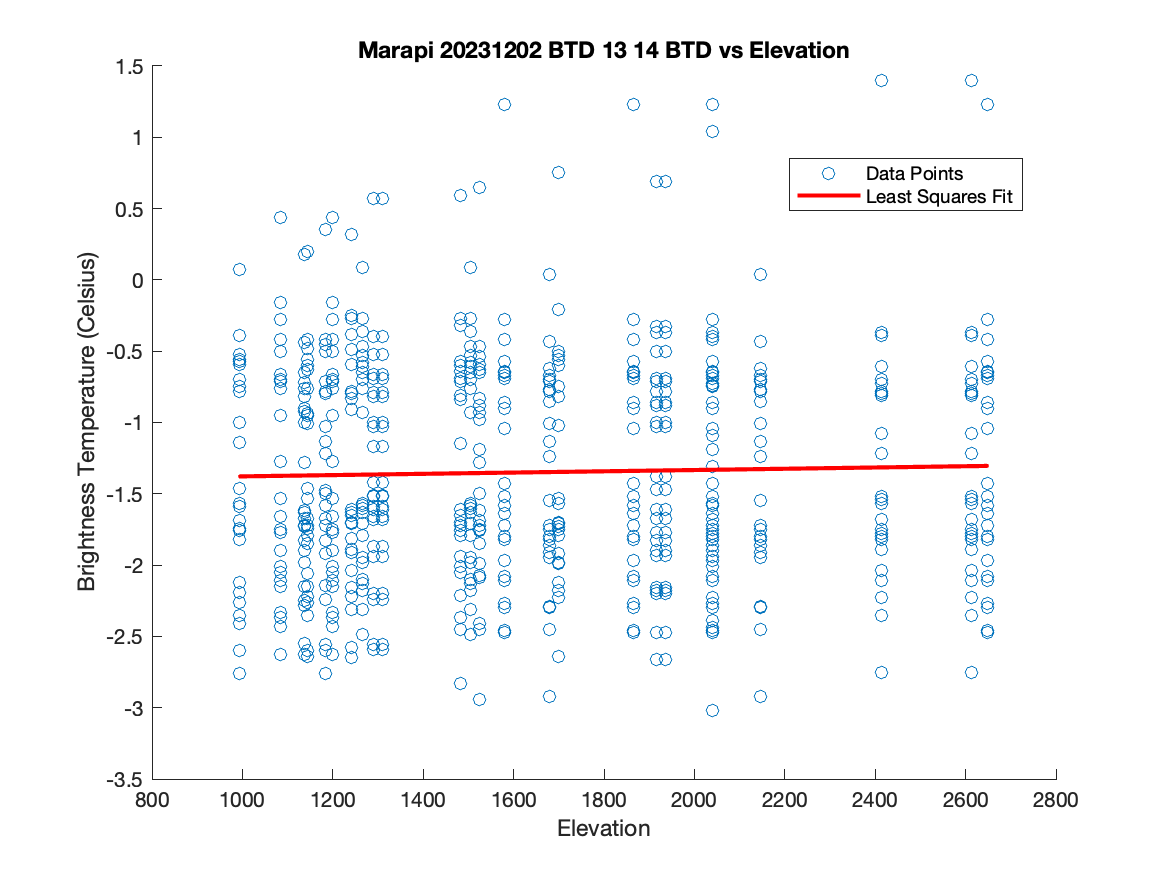 Marapi 20231202 BTD 13 14 BTD vs Elevation
1.5
1
0.5
0
-0.5
-1
-1.5
-2
-2.5
-3
-3.5
Brightness Temperature (Celsius)
Data Points
Least Squares Fit
800 1000 1200 1400 1600 1800 2000 2200 2400 2600 2800
Elevation